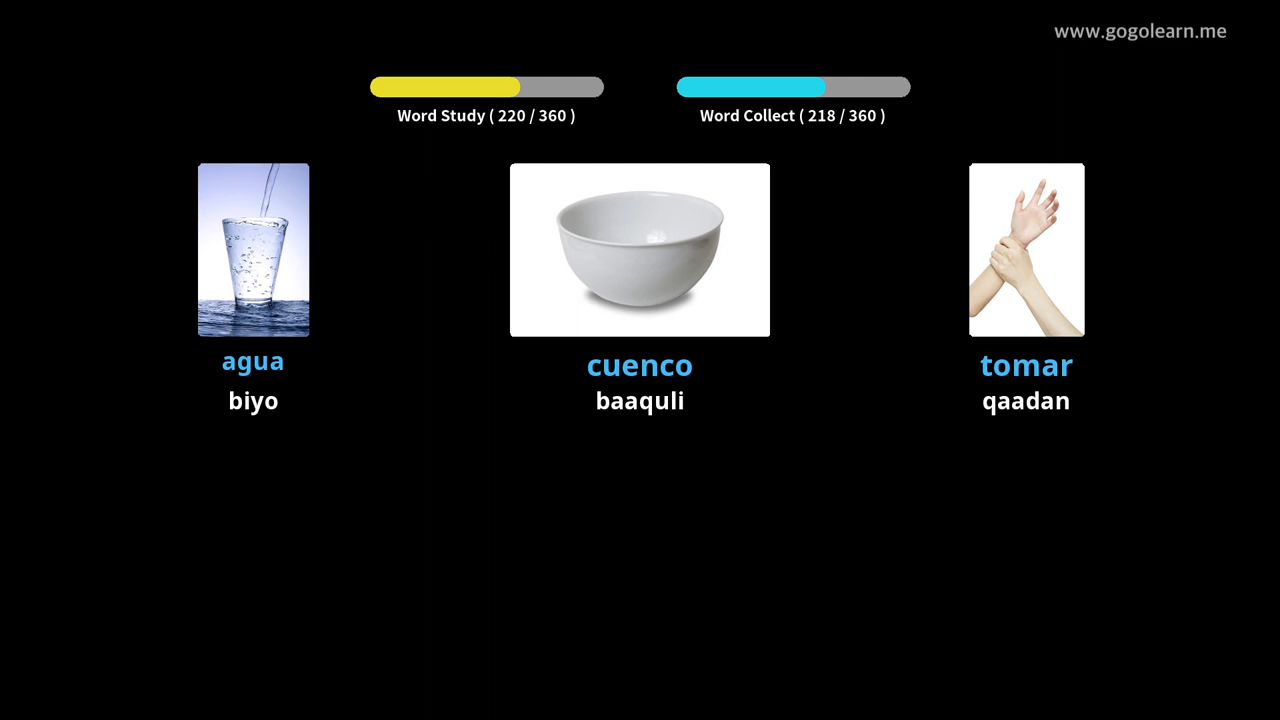 www.gogolearn.me
Word Study ( 220 / 360 )
Word Collect ( 218 / 360 )
agua
cuenco
tomar
biyo
baaquli
qaadan